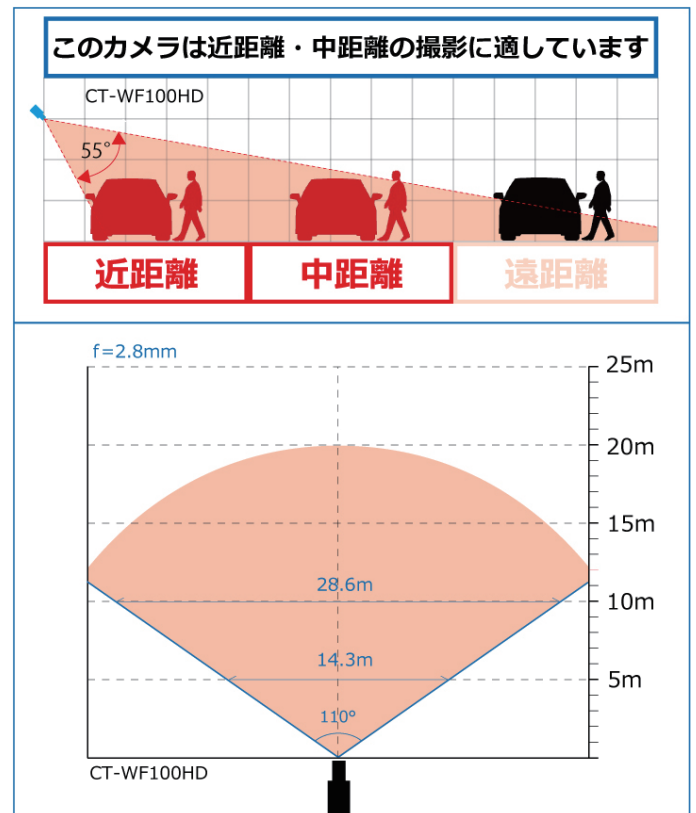 このカメラは近距離・中距離の撮影に適しています
CT-WF100HD
55°
近距離
中距離
遠距離
f=2.8mm
25m
20m
15m
28.6m
10m
14.3m
5m
110°
CT-WF100HD